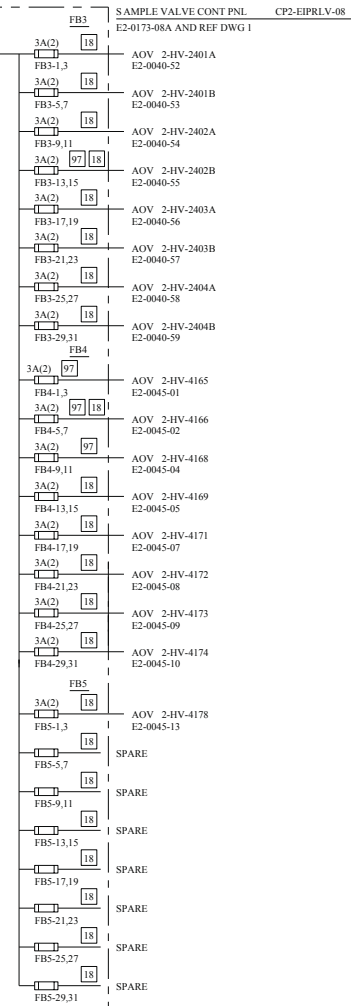 SAMPLE VALVE CONT PNL CP2-EIPRLV-08
FB3
E2-0173-08A AND REF DWG 1
3A(2) 18
AOV 2-HV-2401A
FB3-1,3 E2-0040-52
3A(2) 18
AOV 2-HV-2401B
FB3-5,7 E2-0040-53
3A(2) 18
AOV 2-HV-2402A
FB3-9,11 E2-0040-54
3A(2) 97 18
AOV 2-HV-2402B
FB3-13,15 E2-0040-55
3A(2) 18
AOV 2-HV-2403A
FB3-17,19 E2-0040-56
3A(2) 18
AOV 2-HV-2403B
FB3-21,23 E2-0040-57
3A(2) 18
AOV 2-HV-2404A
FB3-25,27 E2-0040-58
3A(2) 18
AOV 2-HV-2404B
FB3-29,31 E2-0040-59
FB4
3A(2) 97
AOV 2-HV-4165
FB4-1,3 E2-0045-01
3A(2) 97 18
AOV 2-HV-4166
FB4-5,7 E2-0045-02
3A(2) 97
AOV 2-HV-4168
FB4-9,11 E2-0045-04
3A(2) 18
AOV 2-HV-4169
FB4-13,15 E2-0045-05
3A(2) 18
AOV 2-HV-4171
FB4-17,19 E2-0045-07
3A(2) 18
AOV 2-HV-4172
FB4-21,23 E2-0045-08
3A(2) 18
AOV 2-HV-4173
FB4-25,27 E2-0045-09
3A(2) 18
AOV 2-HV-4174
FB4-29,31 E2-0045-10
FB5
3A(2) 18
AOV 2-HV-4178
FB5-1,3 E2-0045-13
18
SPARE
FB5-5,7
18
SPARE
FB5-9,11
18
SPARE
FB5-13,15
18
SPARE
FB5-17,19
18
SPARE
FB5-21,23
18
SPARE
FB5-25,27
18
SPARE
FB5-29,31